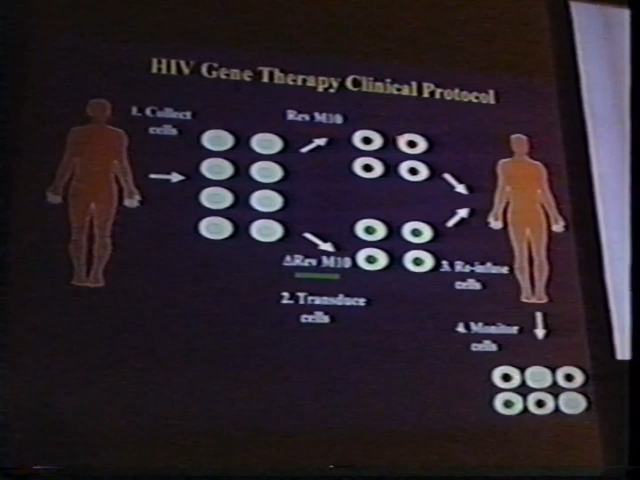 HIV Gene Therapy Clinical Protocol
1. Collect
cells
Rev M10
ΔRev M10
2. Transduce
cells
3. Re-infuse
cells
4. Monitor
cells